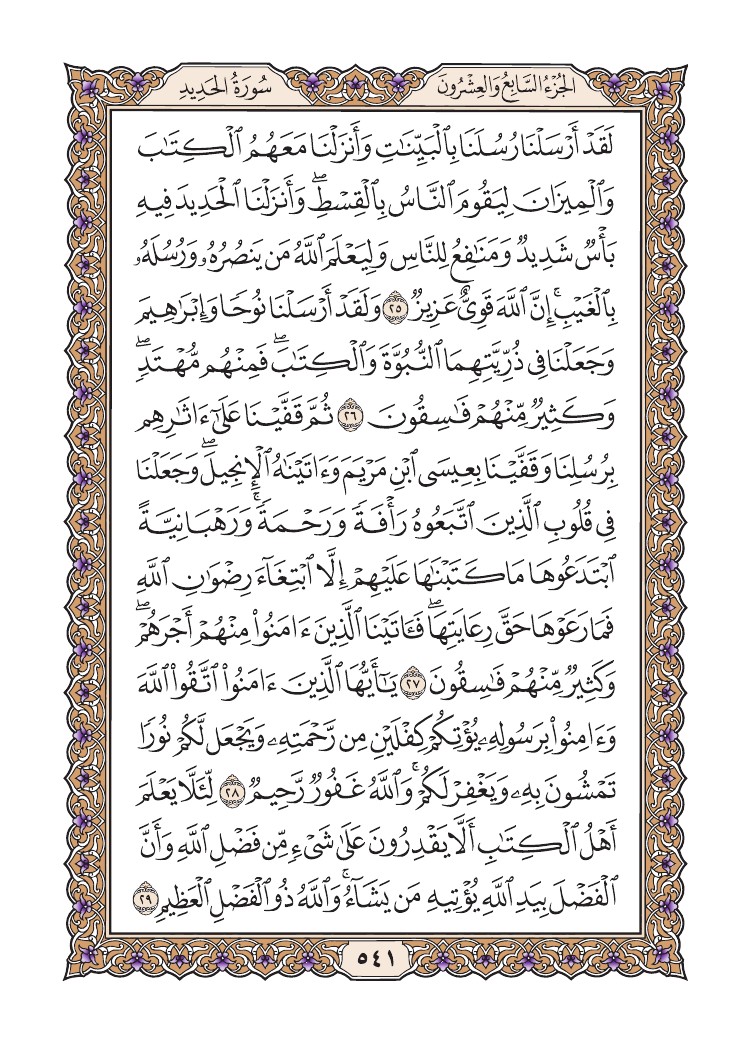 الجُزْءُ السَّابِعُ وَالعِشْرُونَ
سُورَةُ الحَدِيدِ
لَقَدْ أَرْسَلْنَا رُسُلَنَا بِٱلْبَيِّنَٰتِ وَأَنزَلْنَا مَعَهُمُ ٱلْكِتَٰبَ
وَٱلْمِيزَانَ لِيَقُومَ ٱلنَّاسُ بِٱلْقِسْطِۖ وَأَنزَلْنَا ٱلْحَدِيدَ فِيهِ
بَأْسٌ شَدِيدٌ وَمَنَٰفِعُ لِلنَّاسِ وَلِيَعْلَمَ ٱللَّهُ مَن يَنصُرُهُۥ وَرُسُلَهُۥ
بِٱلْغَيْبِۚ إِنَّ ٱللَّهَ قَوِىٌّ عَزِيزٌ ٢٥ وَلَقَدْ أَرْسَلْنَا نُوحًا وَإِبْرَٰهِيمَ
وَجَعَلْنَا فِى ذُرِّيَّتِهِمَا ٱلنُّبُوَّةَ وَٱلْكِتَٰبَۖ فَمِنْهُم مُّهْتَدٍۖ
وَكَثِيرٌ مِّنْهُمْ فَٰسِقُونَ ٢٦ ثُمَّ قَفَّيْنَا عَلَىٰٓ ءَاثَٰرِهِم
بِرُسُلِنَا وَقَفَّيْنَا بِعِيسَى ٱبْنِ مَرْيَمَ وَءَاتَيْنَٰهُ ٱلْإِنجِيلَۖ وَجَعَلْنَا
فِى قُلُوبِ ٱلَّذِينَ ٱتَّبَعُوهُ رَأْفَةً وَرَحْمَةًۚ وَرَهْبَانِيَّةً
ٱبْتَدَعُوهَا مَا كَتَبْنَٰهَا عَلَيْهِمْ إِلَّا ٱبْتِغَآءَ رِضْوَٰنِ ٱللَّهِ
فَمَا رَعَوْهَا حَقَّ رِعَايَتِهَاۖ فَـَٔاتَيْنَا ٱلَّذِينَ ءَامَنُوا۟ مِنْهُمْ أَجْرَهُمْۖ
وَكَثِيرٌ مِّنْهُمْ فَٰسِقُونَ ٢٧ يَٰٓأَيُّهَا ٱلَّذِينَ ءَامَنُوا۟ ٱتَّقُوا۟ ٱللَّهَ
وَءَامِنُوا۟ بِرَسُولِهِۦ يُؤْتِكُمْ كِفْلَيْنِ مِن رَّحْمَتِهِۦ وَيَجْعَل لَّكُمْ نُورًا
تَمْشُونَ بِهِۦ وَيَغْفِرْ لَكُمْۚ وَٱللَّهُ غَفُورٌ رَّحِيمٌ ٢٨ لِّئَلَّا يَعْلَمَ
أَهْلُ ٱلْكِتَٰبِ أَلَّا يَقْدِرُونَ عَلَىٰ شَىْءٍ مِّن فَضْلِ ٱللَّهِ وَأَنَّ
ٱلْفَضْلَ بِيَدِ ٱللَّهِ يُؤْتِيهِ مَن يَشَآءُۚ وَٱللَّهُ ذُو ٱلْفَضْلِ ٱلْعَظِيمِ ٢٩
٥٤١